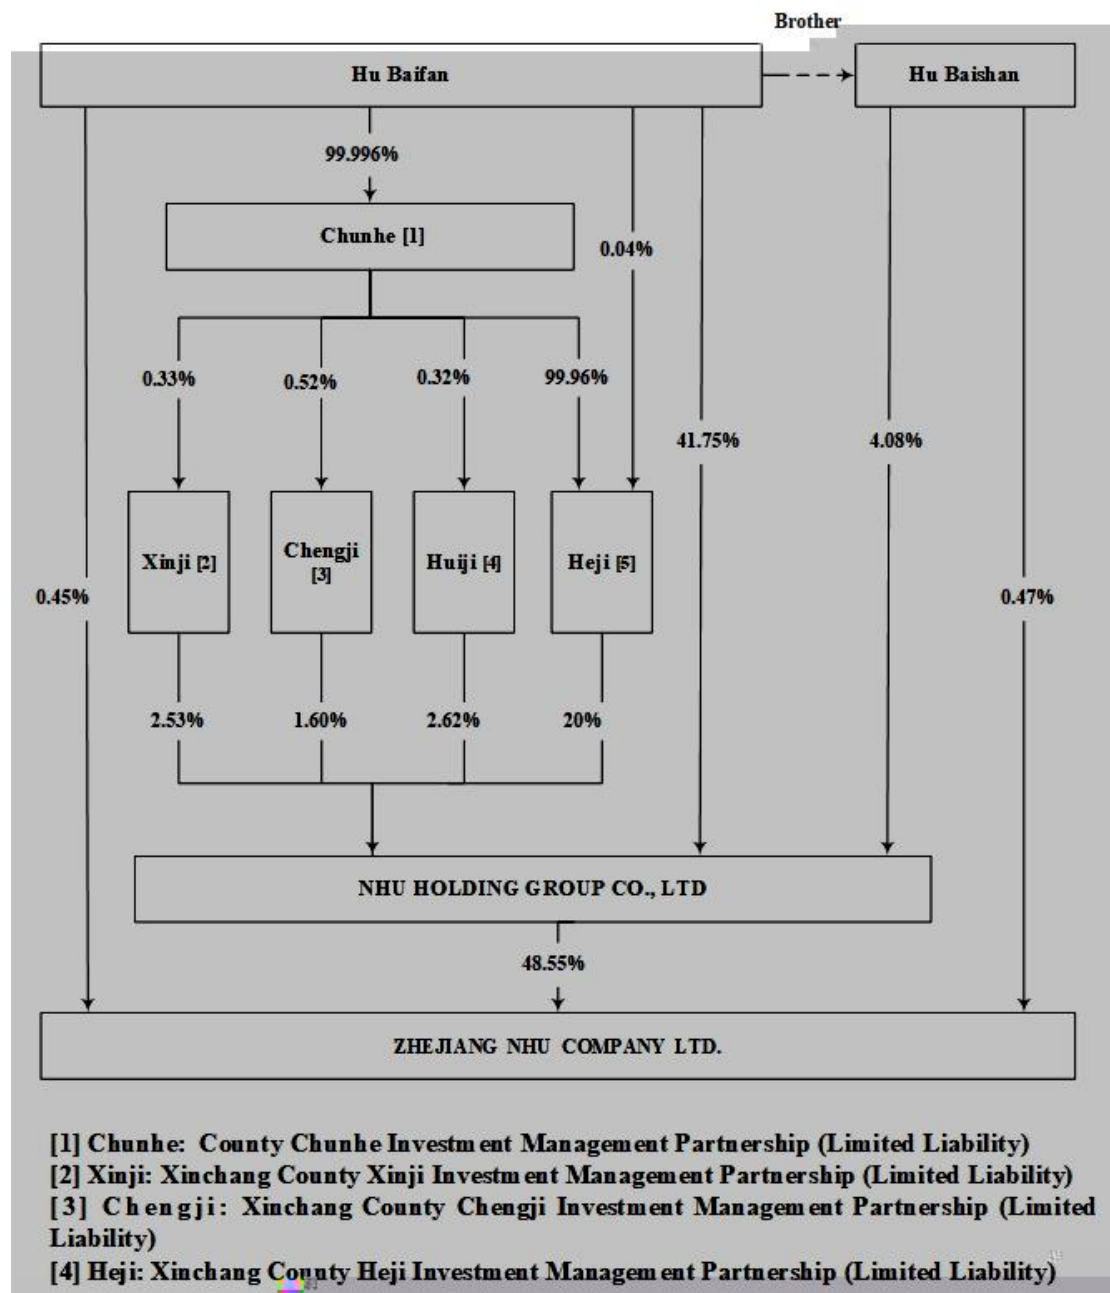 Brother
Hu Baifan
Hu Baishan
99.996%
Chunhe [1]
0.04%
0.33%
0.52%
0.32%
99.96%
41.75%
4.08%
Xinji [2]
Chengji
[3]
Huiji [4]
Heji [5]
0.45%
0.47%
2.53%
1.60%
2.62%
20%
NHU HOLDING GROUP CO., LTD
48.55%
ZHEJIANG NHU COMPANY LTD.
[1] Chunhe: County Chunhe Investment Management Partnership (Limited Liability)
[2] Xinji: Xinchang County Xinji Investment Management Partnership (Limited Liability)
[3] Chengji: Xinchang County Chengji Investment Management Partnership (Limited
Liability)
[4] Heji: Xinchang County Heji Investment Management Partnership (Limited Liability)